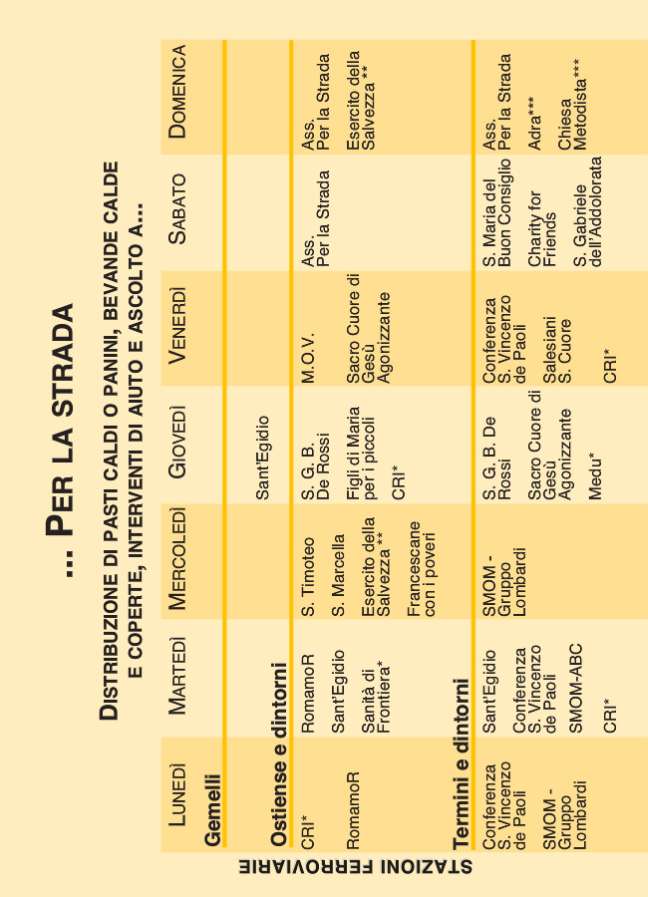 ... PER LA STRADA
DISTRIBUZIONE DI PASTI CALDI O PANINI, BEVANDE CALDE
E COPERTE, INTERVENTI DI AIUTO E ASCOLTO A...
LUNEDÌ
MARTEDÌ
MERCOLEDÌ
GIOVEDÌ
VENERDÌ
SABATO
DOMENICA
STAZIONI FERROVIARIE
Gemelli
Sant'Egidio
Ostiense e dintorni
CRI*
RomamoR
RomamoR
Sant'Egidio
Sanità di
Frontiera*
S. Timoteo
S. Marcella
Esercito della
Salvezza **
Francescane
con i poveri
S. G. B.
De Rossi
Figli di Maria
per i piccoli
CRI*
M.O.V.
Sacro Cuore di
Gesù
Agonizzante
Ass.
Per la Strada
Ass.
Per la Strada
Esercito della
Salvezza **
Termini e dintorni
Conferenza
S. Vincenzo
de Paoli
SMOM -
Gruppo
Lombardi
Sant'Egidio
Conferenza
S. Vincenzo
de Paoli
SMOM-ABC
CRI*
SMOM -
Gruppo
Lombardi
S. G. B. De
Rossi
Sacro Cuore di
Gesù
Agonizzante
Medu*
Conferenza
S. Vincenzo
de Paoli
Salesiani
S. Cuore
CRI*
S. Maria del
Buon Consiglio
Charity for
Friends
S. Gabriele
dell'Addolorata
Ass.
Per la Strada
Adra***
Chiesa
Metodista***